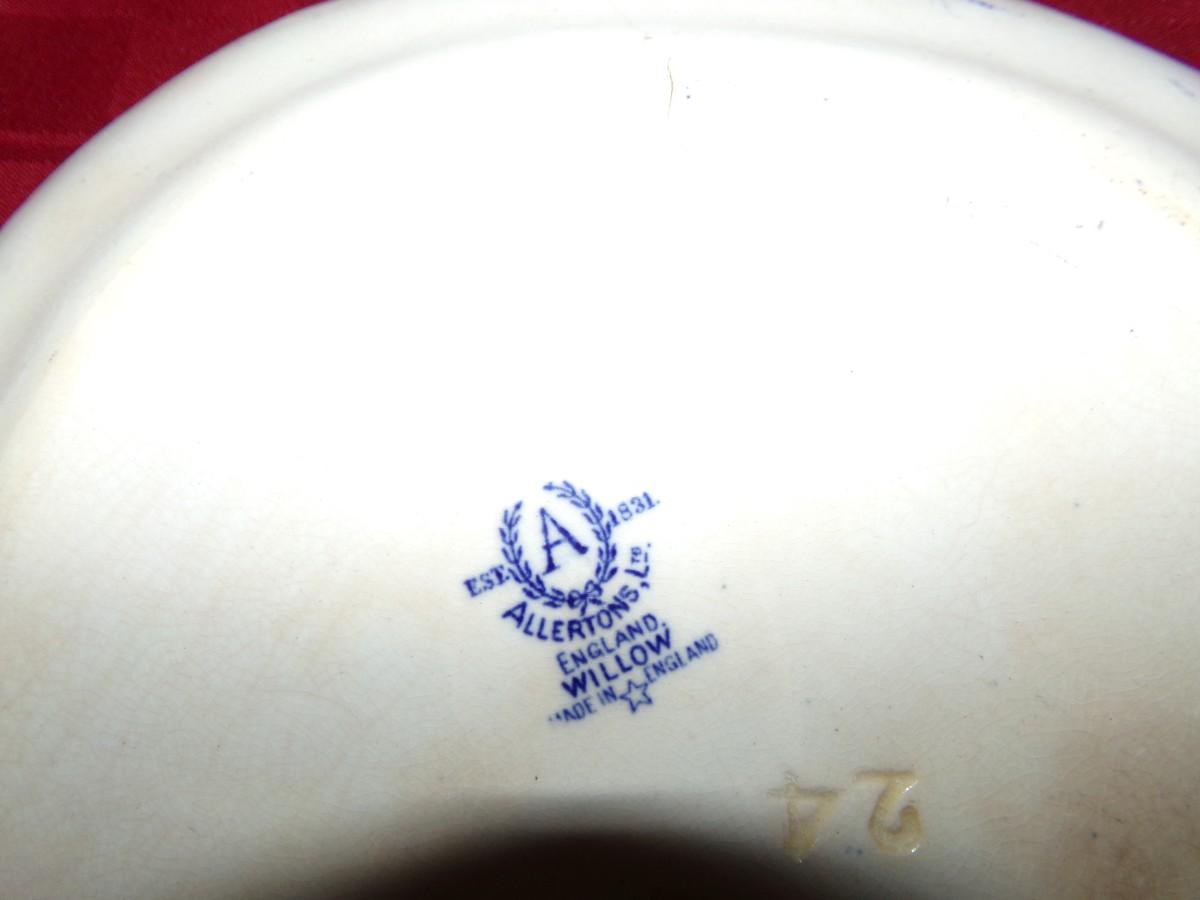 A
EST. 1831.
ALLERTONS, LTD.
ENGLAND.
WILLOW
MADE IN ENGLAND
24